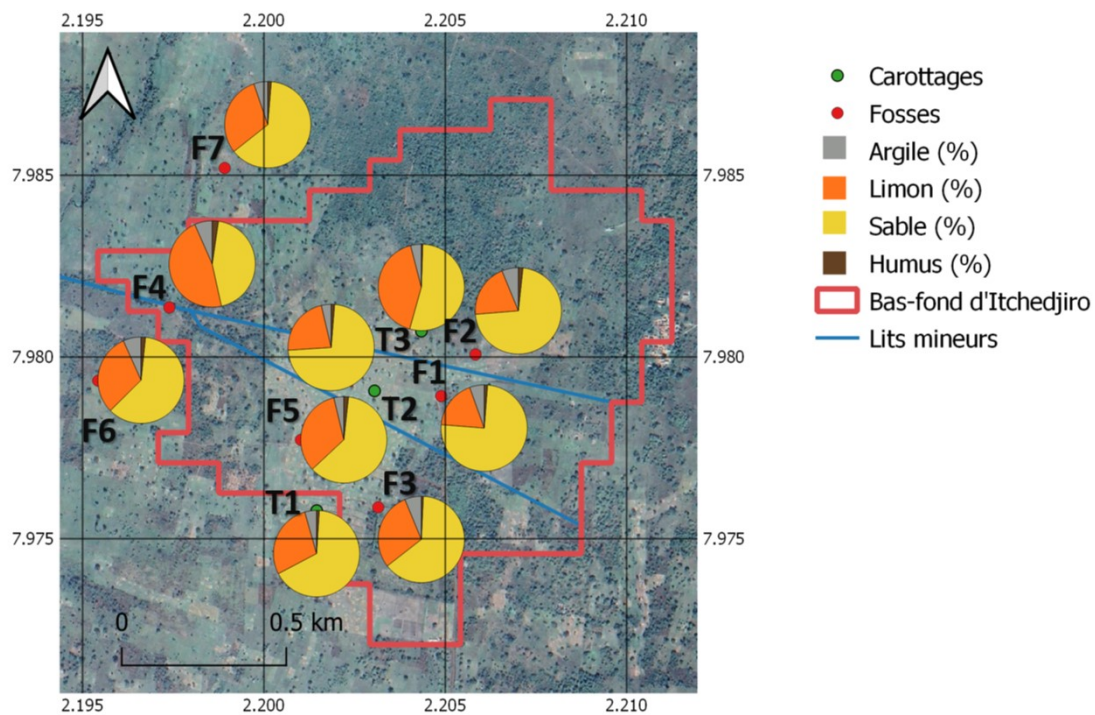 2.195 2.200 2.205 2.210
Carottages
Fosses
Argile (%)
Limon (%)
Sable (%)
Humus (%)
Bas-fond d'Itchedjiro
Lits mineurs
F7
7.985 7.985
F4
T3 F2
7.980 7.980
F1
T2
F5
F6
F3
T1
7.975 7.975
0 0.5 km
2.195 2.200 2.205 2.210